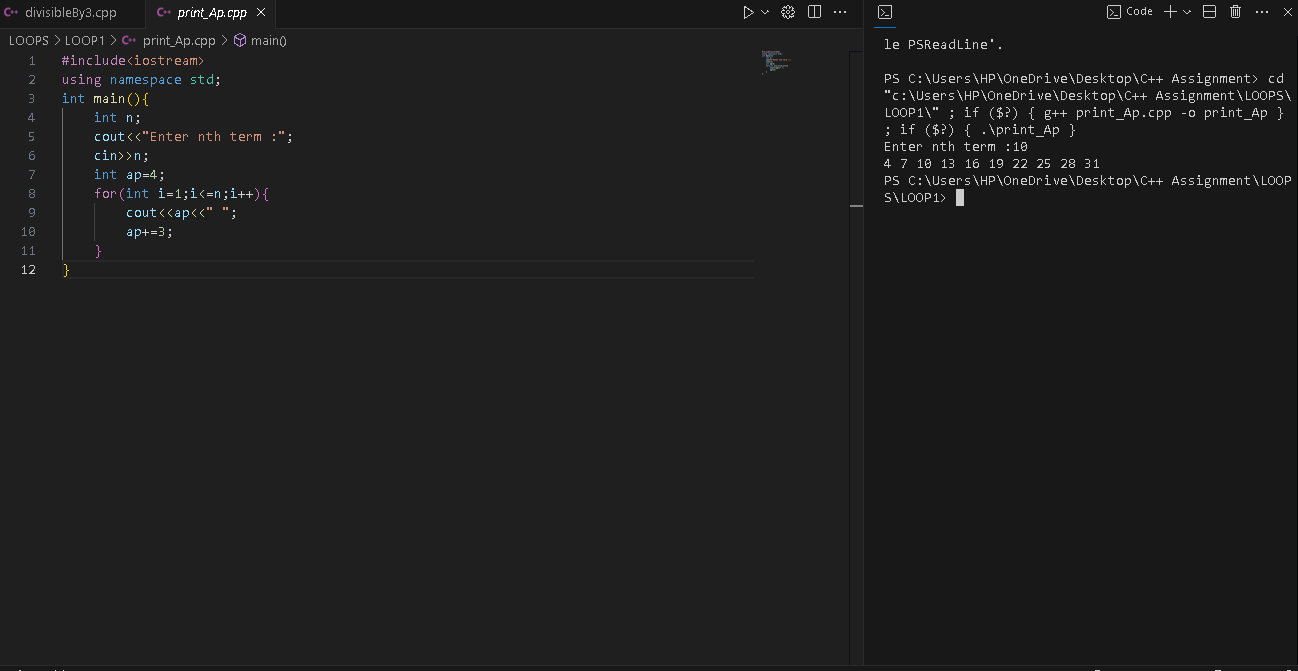 divisibleBy3.cpp
print_Ap.cpp
LOOPS > LOOP1 > print_Ap.cpp > main()
1 #include<iostream>
2 using namespace std;
3 int main(){
4 int n;
5 cout<<"Enter nth term :";
6 cin>>n;
7 int ap=4;
8 for(int i=1;i<=n;i++){
9 cout<<ap<<" ";
10 ap+=3;
11 }
12 }
Code
le PSReadLine'.
PS C:\Users\HP\OneDrive\Desktop\C++ Assignment> cd
"c:\Users\HP\OneDrive\Desktop\C++ Assignment\LOOPS\
LOOP1\" ; if ($?) { g++ print_Ap.cpp -o print_Ap }
; if ($?) { .\print_Ap }
Enter nth term :10
4 7 10 13 16 19 22 25 28 31
PS C:\Users\HP\OneDrive\Desktop\C++ Assignment\LOOP
S\LOOP1>